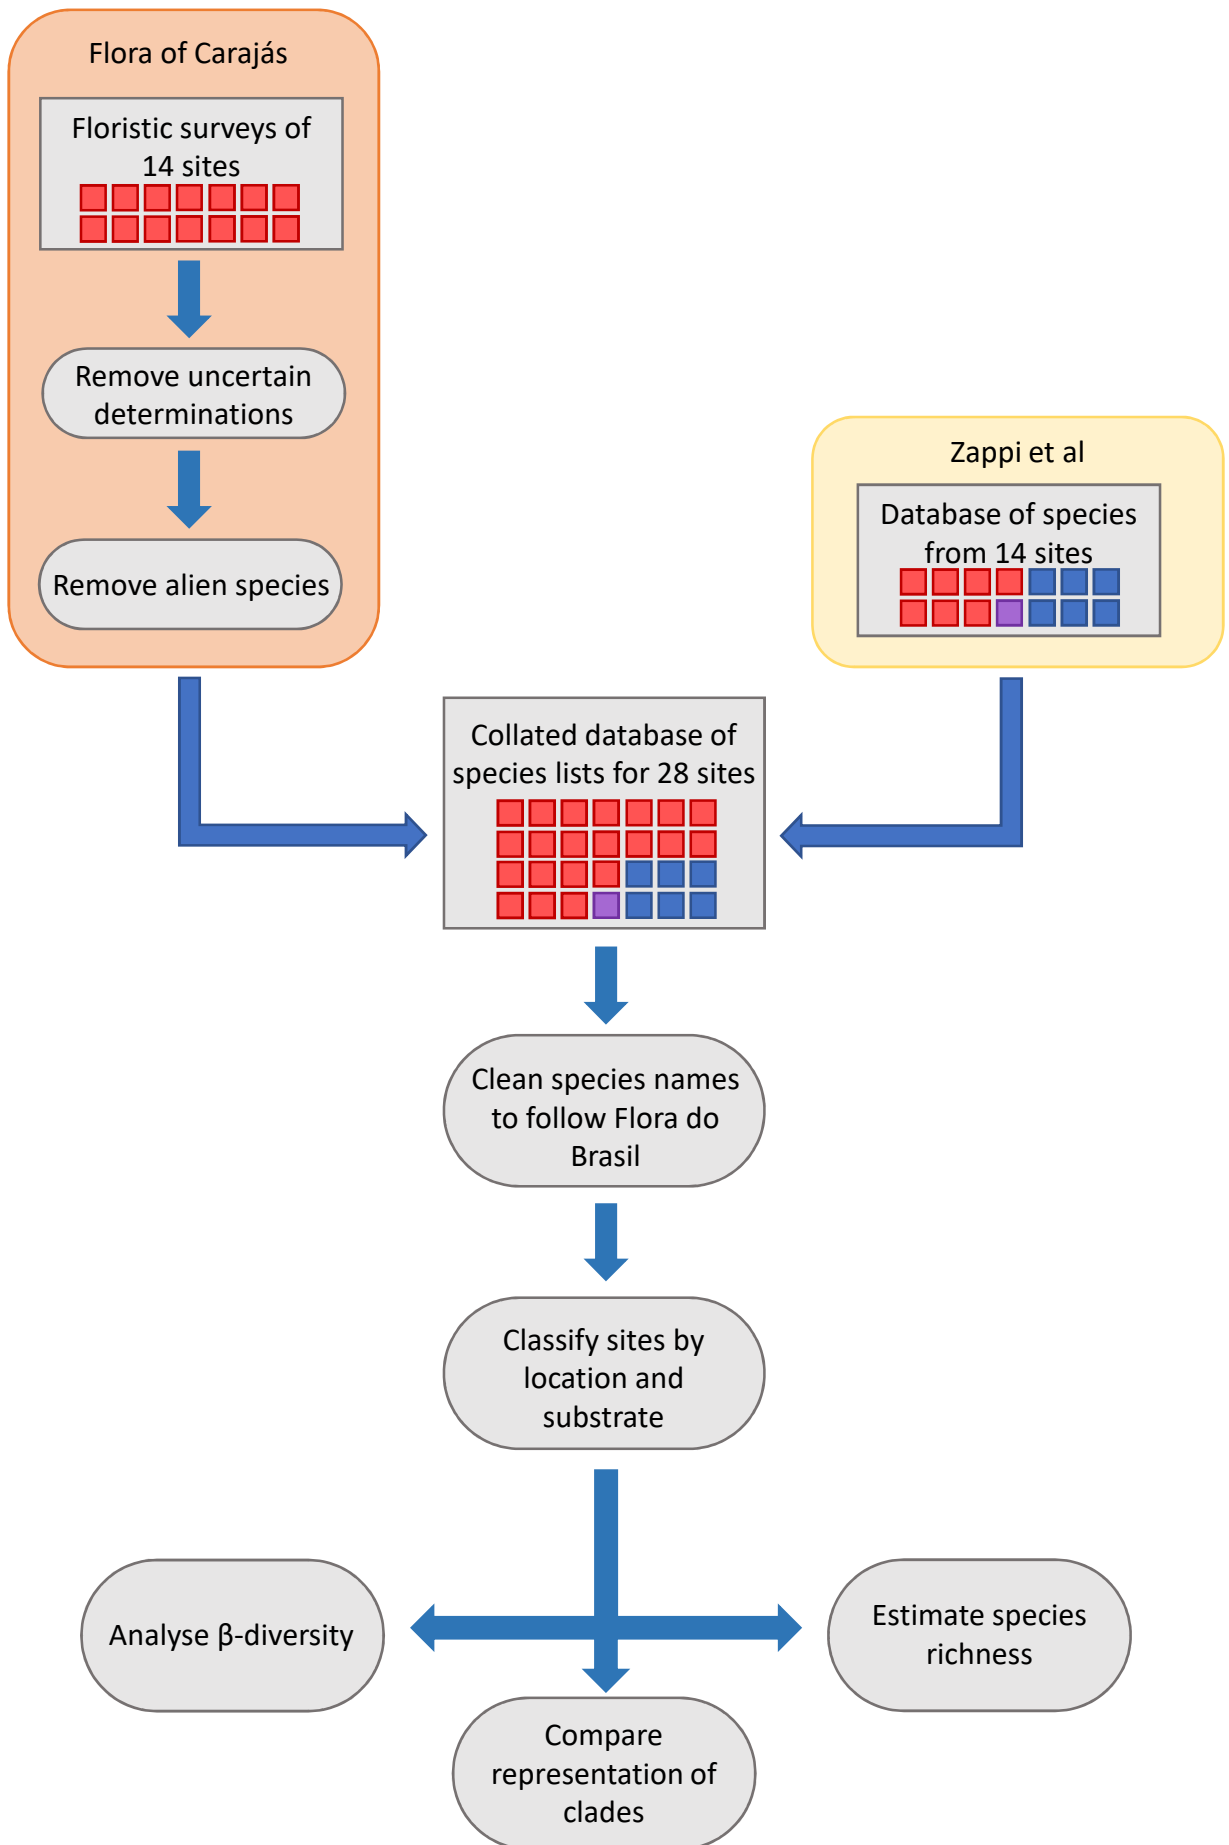 Flora of Carajás
Floristic surveys of
14 sites
Remove uncertain
determinations
Remove alien species
Zappi et al
Database of species
from 14 sites
Collated database of
species lists for 28 sites
Clean species names
to follow Flora do
Brasil
Classify sites by
location and
substrate
Analyse β-diversity
Estimate species
richness
Compare
representation of
clades